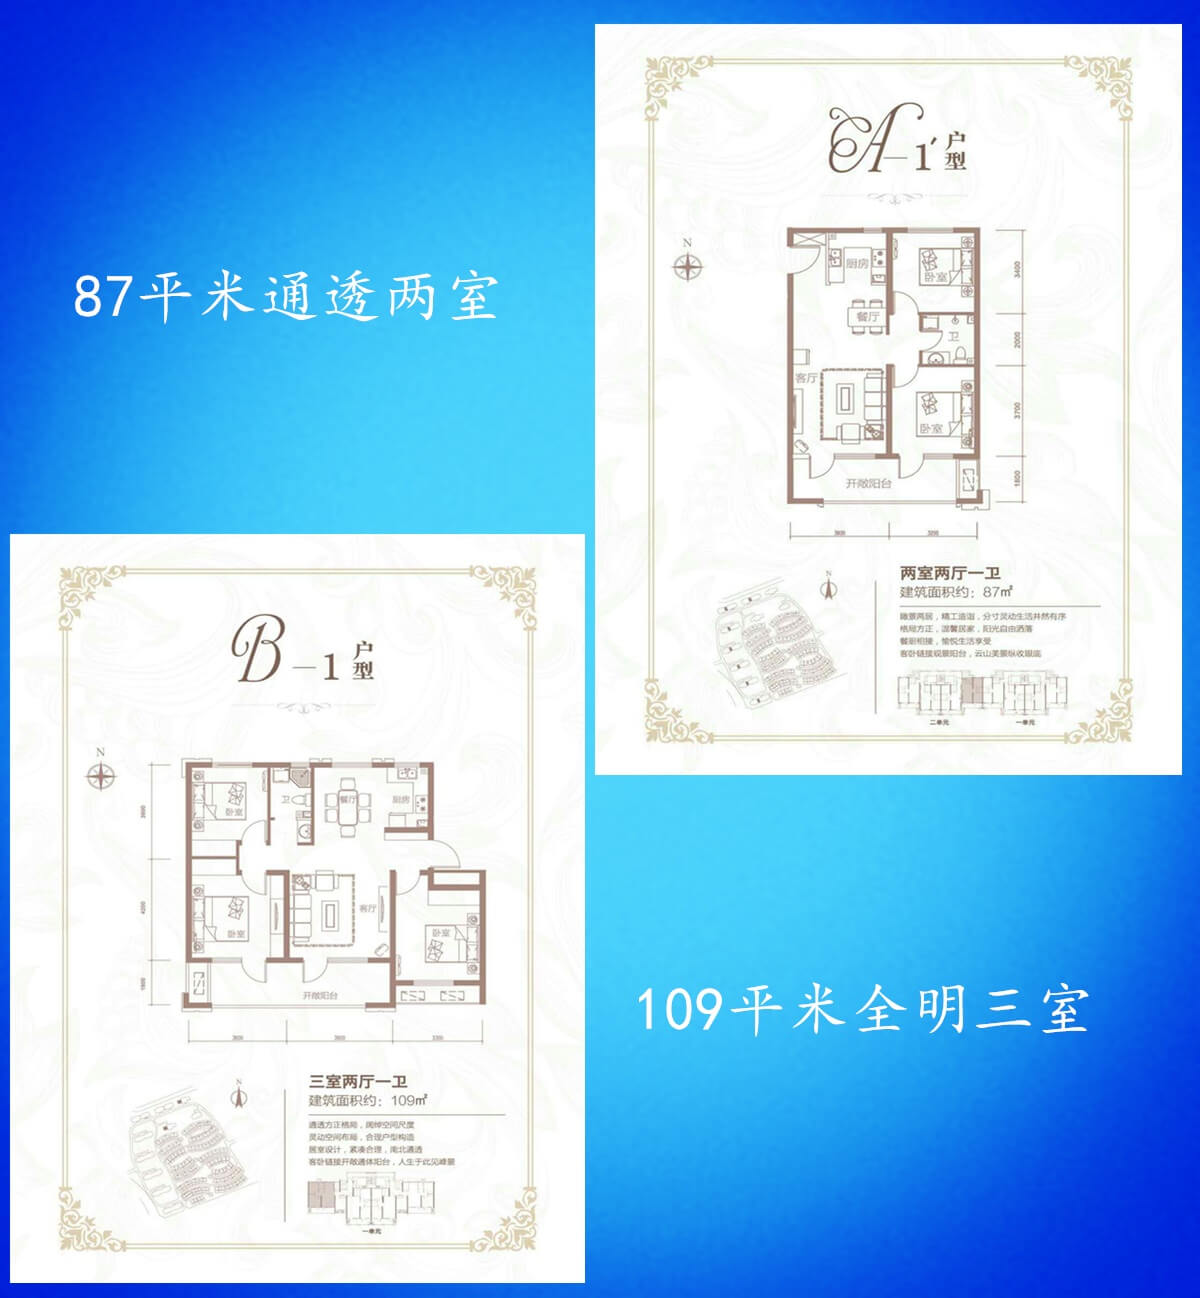 87平米通透两室
A-1′户型
N
厨房
卧室
餐厅
卫
客厅
卧室
开敞阳台
3400
2000
3700
1800
3900
3200
N
两室两厅一卫
建筑面积约：87㎡
瞰景两居，精工造诣，分寸灵动生活井然有序
格局方正，温馨居家，阳光自由洒落
餐厨相接，愉悦生活享受
客卧链接观景阳台，云山美景纵收眼底
二单元
一单元
B-1户型
N
卧室
卫
餐厅
厨房
卧室
客厅
卧室
开敞阳台
3900
4200
1800
3600
3900
3300
109平米全明三室
N
三室两厅一卫
建筑面积约：109㎡
通透方正格局，阔绰空间尺度
灵动空间布局，合理户型构造
居室设计，紧凑合理，南北通透
客卧链接开敞通体阳台，人生于此见峰景
一单元